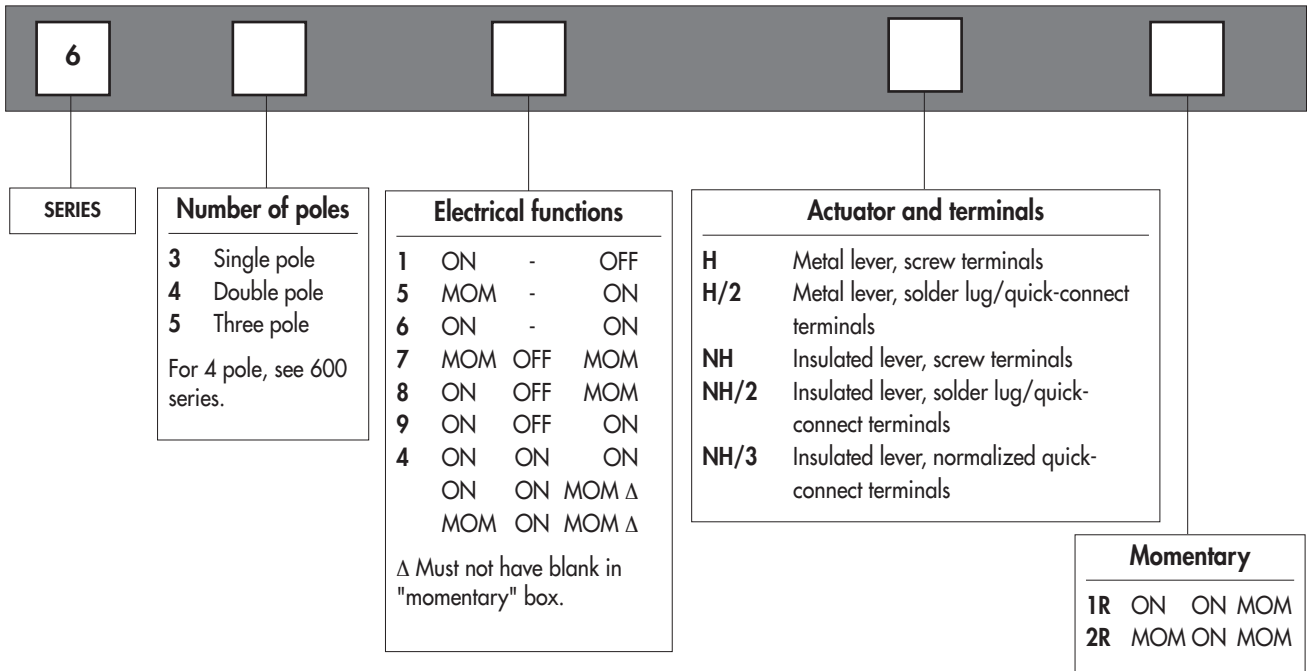 6
SERIES
Number of poles
3 Single pole
4 Double pole
5 Three pole
For 4 pole, see 600
series.
Electrical functions
1 ON - OFF
5 MOM - ON
6 ON - ON
7 MOM OFF MOM
8 ON OFF MOM
9 ON OFF ON
4 ON ON ON
ON ON MOM Δ
MOM ON MOM Δ
Δ Must not have blank in
"momentary" box.
Actuator and terminals
H Metal lever, screw terminals
H/2 Metal lever, solder lug/quick-connect
terminals
NH Insulated lever, screw terminals
NH/2 Insulated lever, solder lug/quick-
connect terminals
NH/3 Insulated lever, normalized quick-
connect terminals
Momentary
1R ON ON MOM
2R MOM ON MOM